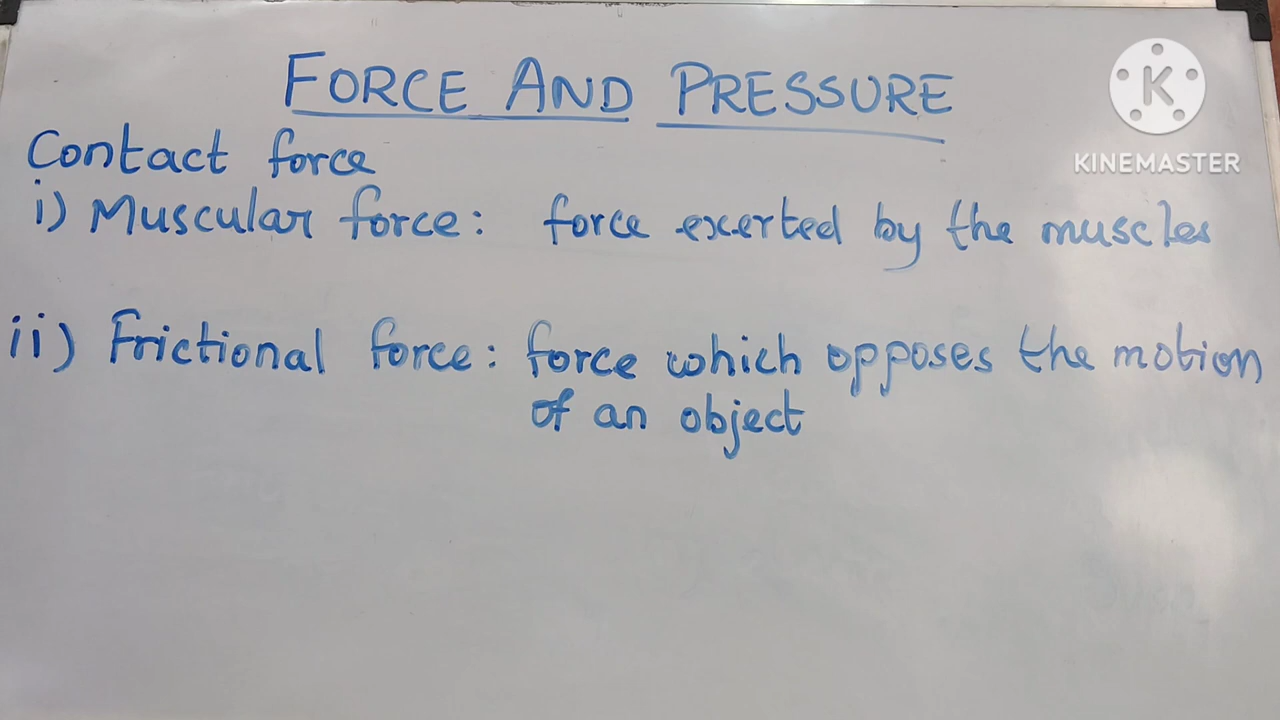 FORCE AND PRESSURE
K
KINEMASTER
Contact force
i) Muscular force: force exerted by the muscles
ii) Frictional force: force which opposes the motion
of an object